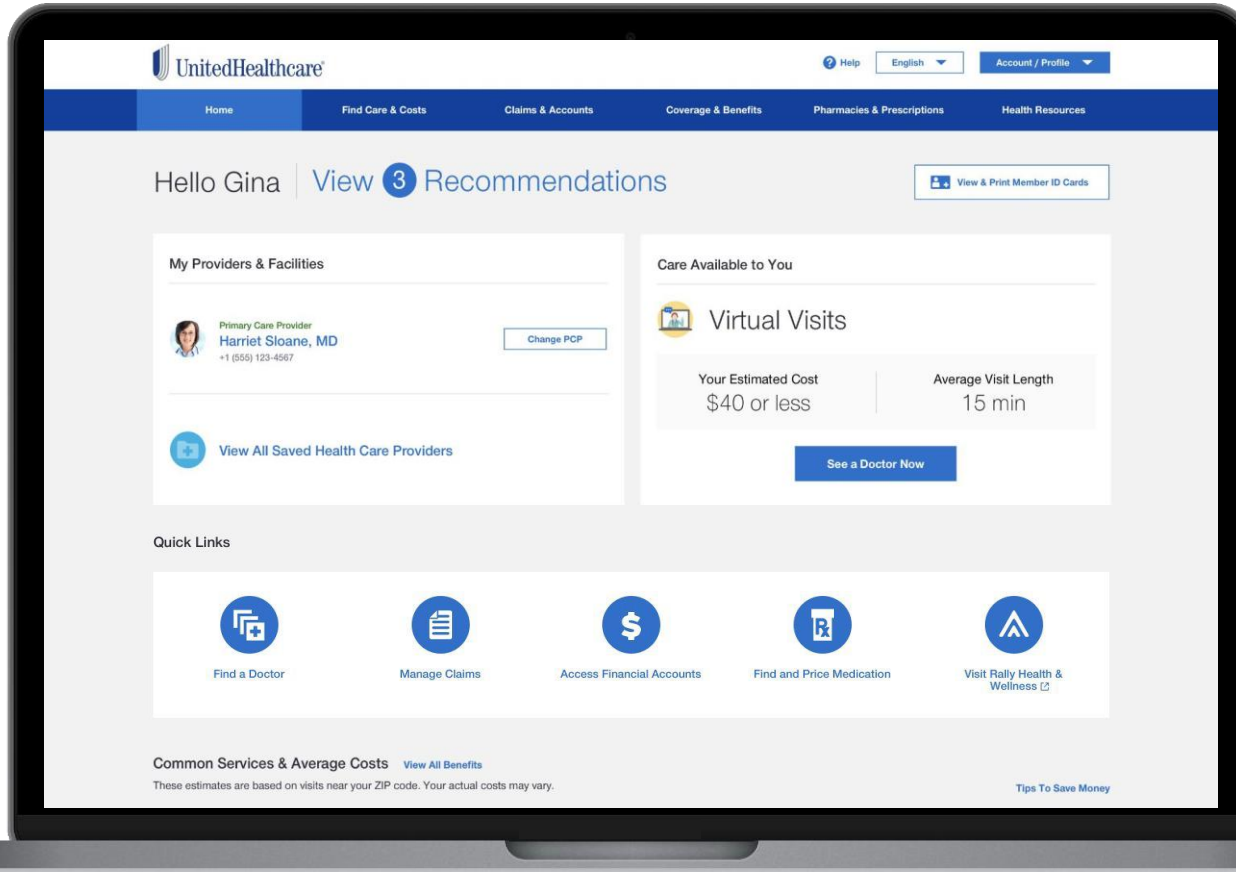 UnitedHealthcare®
Help
English
Account / Profile
Home
Find Care & Costs
Claims & Accounts
Coverage & Benefits
Pharmacies & Prescriptions
Health Resources
Hello Gina
View 3 Recommendations
View & Print Member ID Cards
My Providers & Facilities
Primary Care Provider
Harriet Sloane, MD
+1 (555) 123-4567
Change PCP
View All Saved Health Care Providers
Care Available to You
Virtual Visits
Your Estimated Cost
$40 or less
Average Visit Length
15 min
See a Doctor Now
Quick Links
Find a Doctor
Manage Claims
Access Financial Accounts
Find and Price Medication
Visit Rally Health &
Wellness
Common Services & Average Costs View All Benefits
These estimates are based on visits near your ZIP code. Your actual costs may vary.
Tips To Save Money